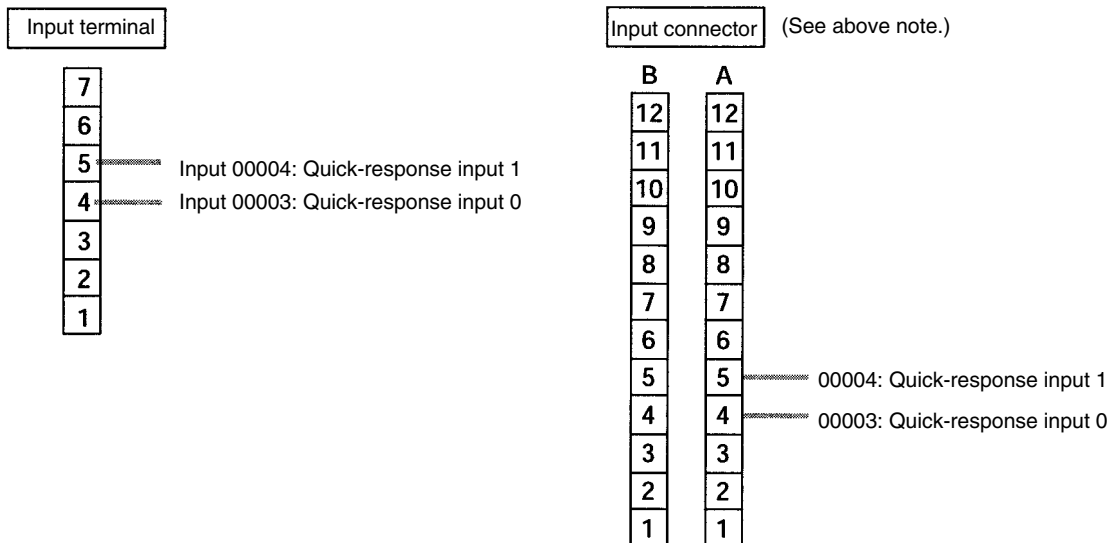 Input terminal
7
6
5
4
3
2
1
Input 00004: Quick-response input 1
Input 00003: Quick-response input 0
Input connector
(See above note.)
B A
12 12
11 11
10 10
9 9
8 8
7 7
6 6
5 5
4 4
3 3
2 2
1 1
00004: Quick-response input 1
00003: Quick-response input 0